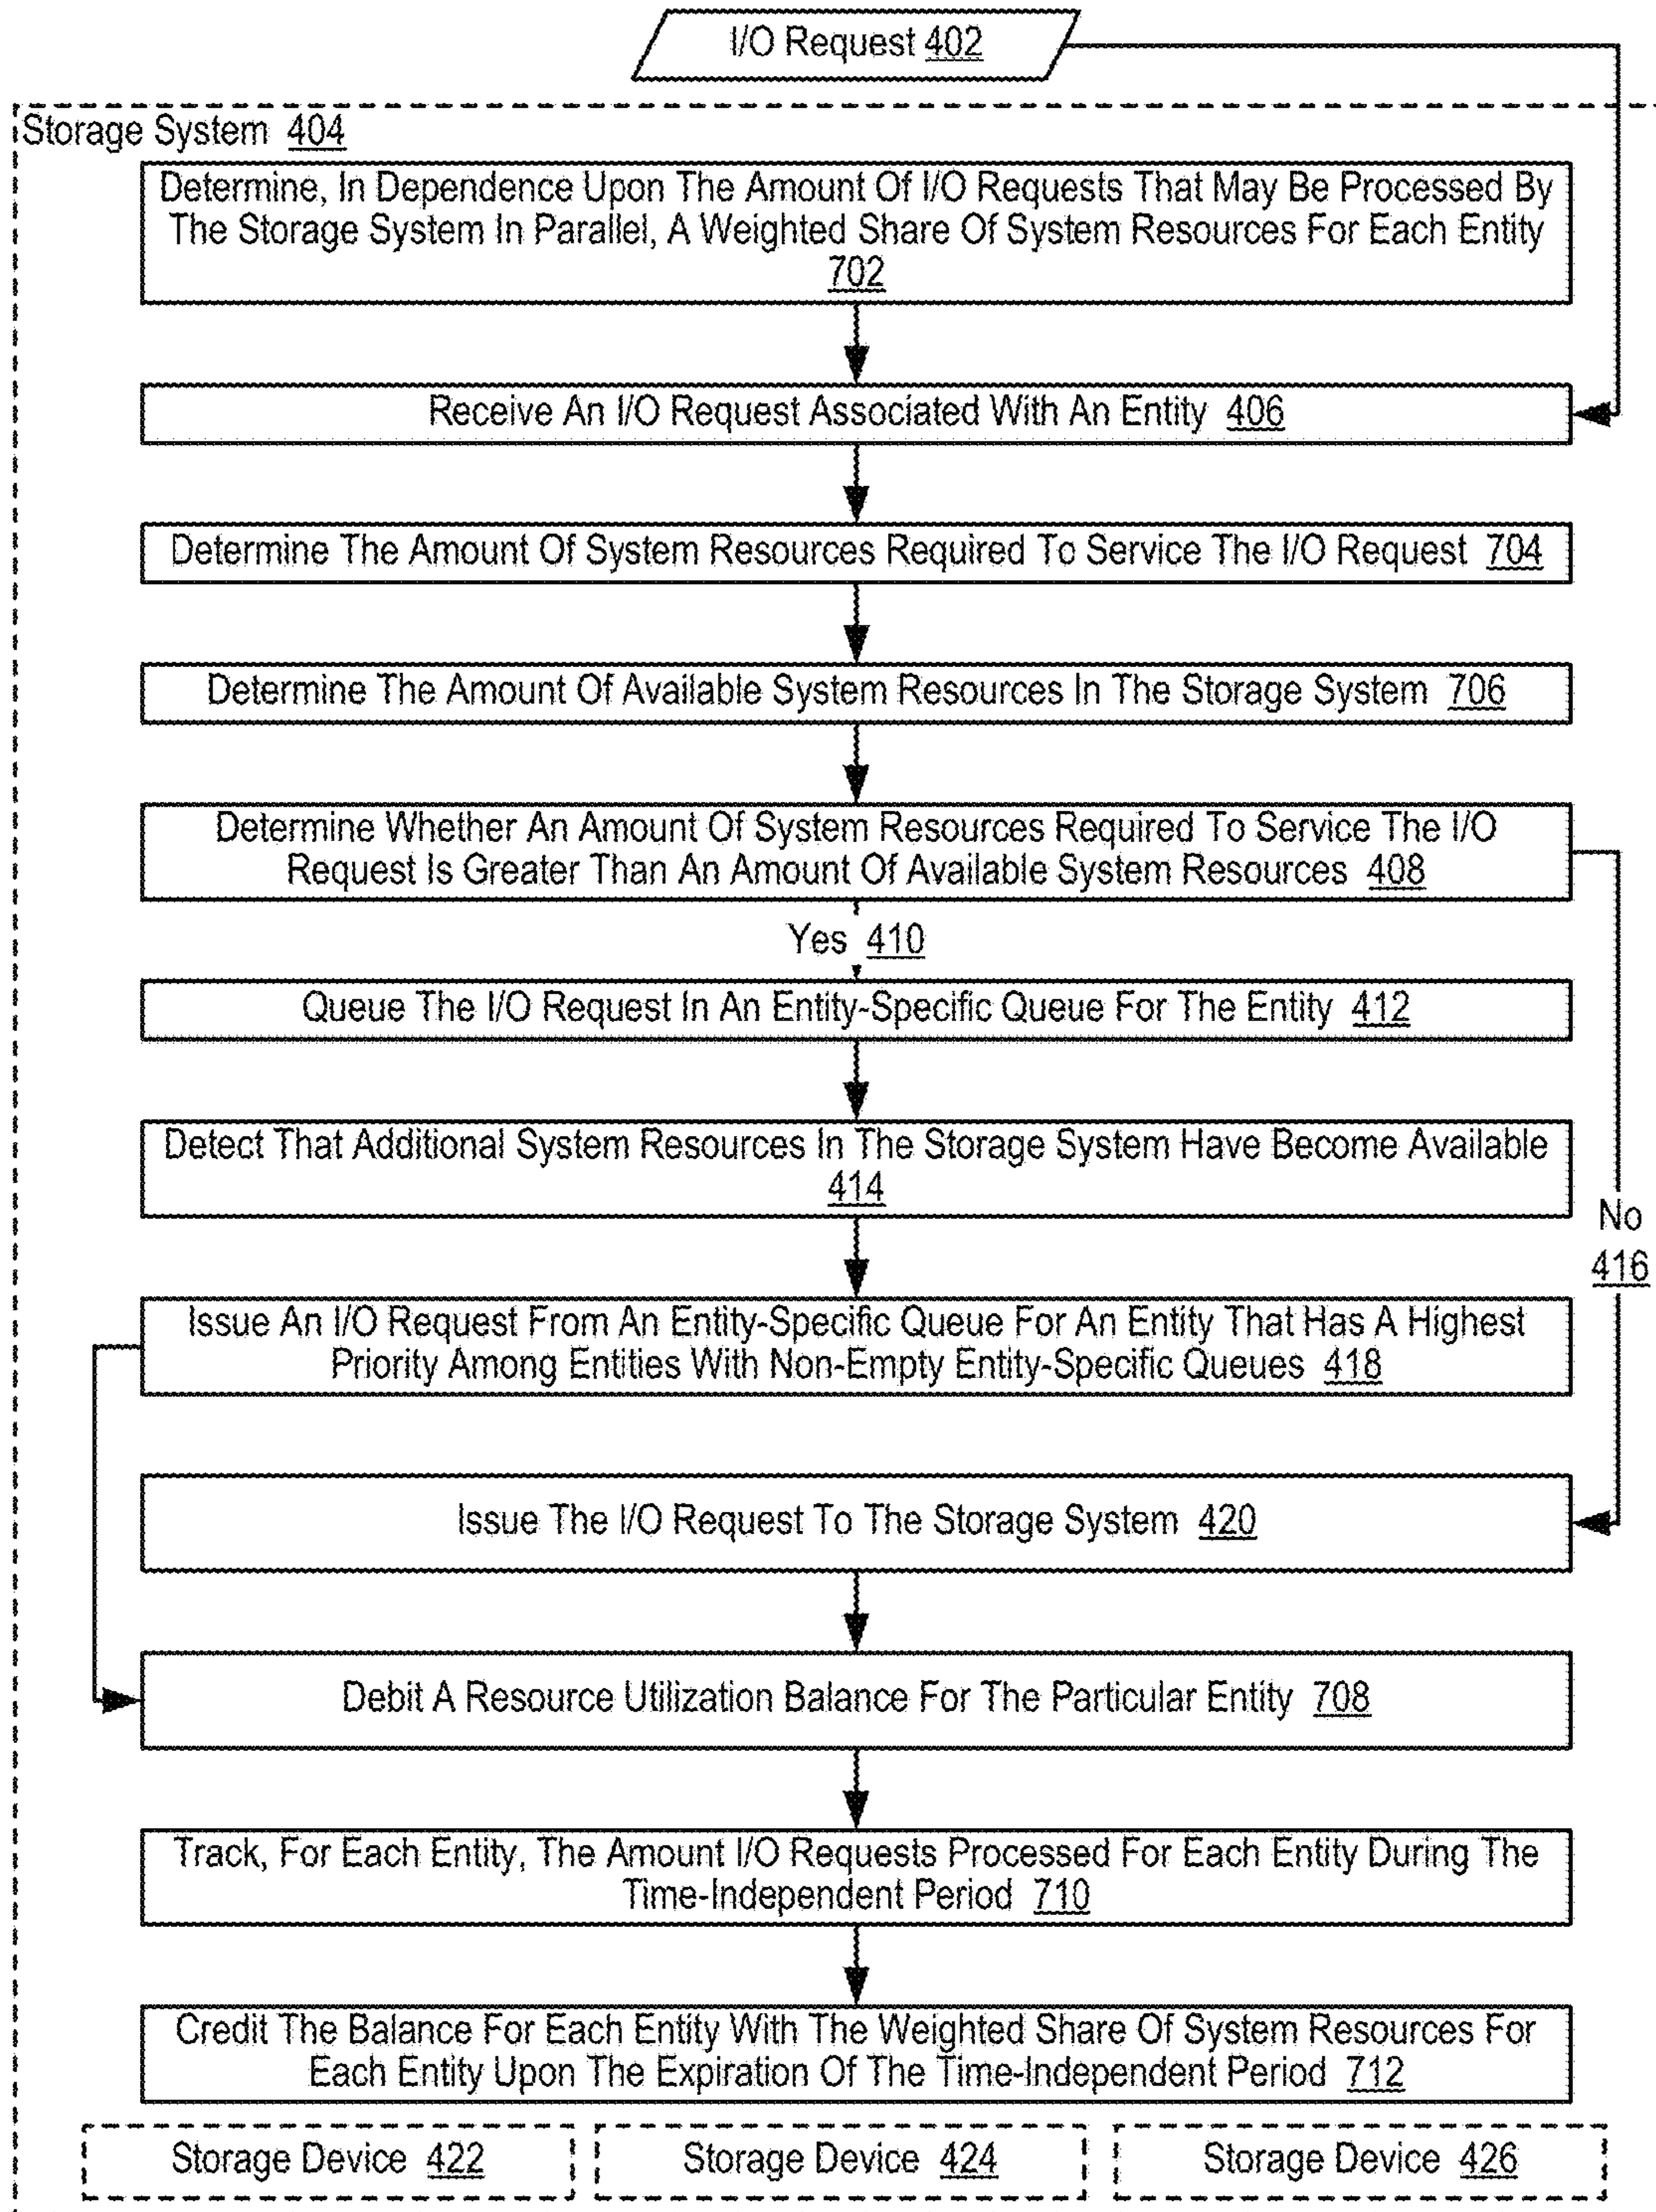 I/O Request 402
Storage System 404
Determine, In Dependence Upon The Amount Of I/O Requests That May Be Processed By
The Storage System In Parallel, A Weighted Share Of System Resources For Each Entity
702
Receive An I/O Request Associated With An Entity 406
Determine The Amount Of System Resources Required To Service The I/O Request 704
Determine The Amount Of Available System Resources In The Storage System 706
Determine Whether An Amount Of System Resources Required To Service The I/O
Request Is Greater Than An Amount Of Available System Resources 408
Yes 410
Queue The I/O Request In An Entity-Specific Queue For The Entity 412
Detect That Additional System Resources In The Storage System Have Become Available
414
No
416
Issue An I/O Request From An Entity-Specific Queue For An Entity That Has A Highest
Priority Among Entities With Non-Empty Entity-Specific Queues 418
Issue The I/O Request To The Storage System 420
Debit A Resource Utilization Balance For The Particular Entity 708
Track, For Each Entity, The Amount I/O Requests Processed For Each Entity During The
Time-Independent Period 710
Credit The Balance For Each Entity With The Weighted Share Of System Resources For
Each Entity Upon The Expiration Of The Time-Independent Period 712
Storage Device 422
Storage Device 424
Storage Device 426